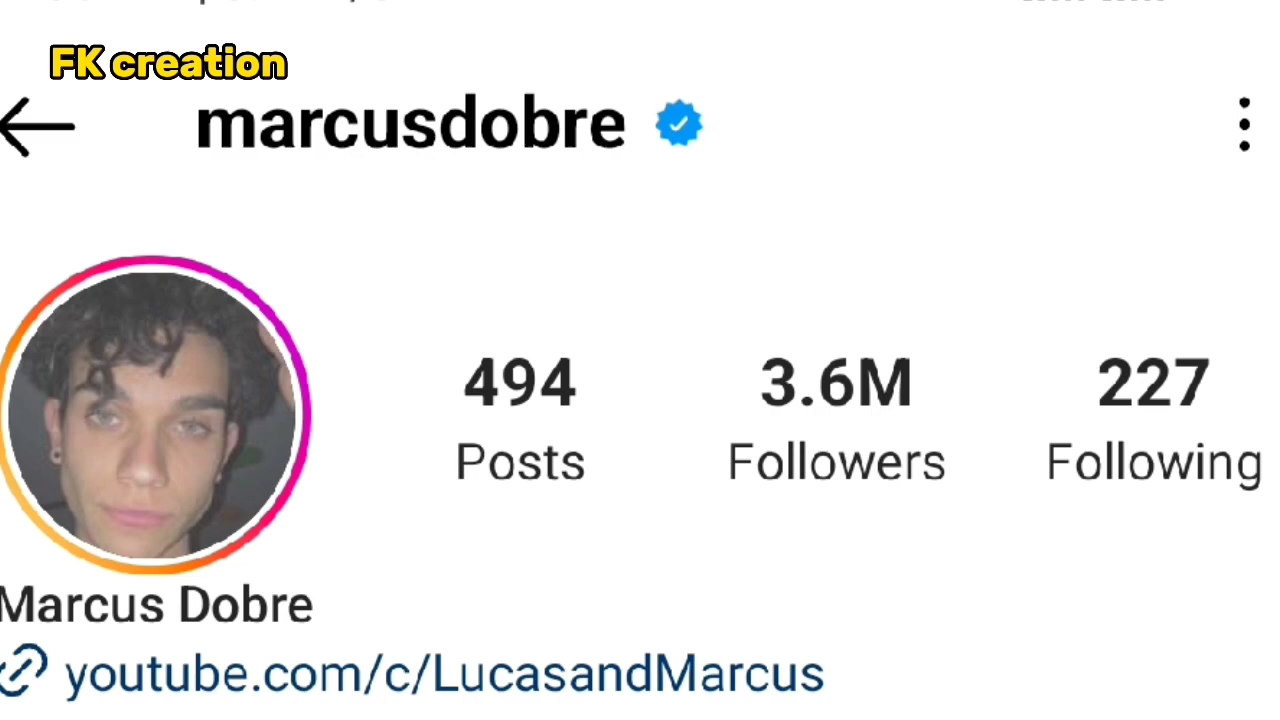 FK creation
marcusdobre
494 3.6M 227
Posts Followers Following
Marcus Dobre
youtube.com/c/LucasandMarcus